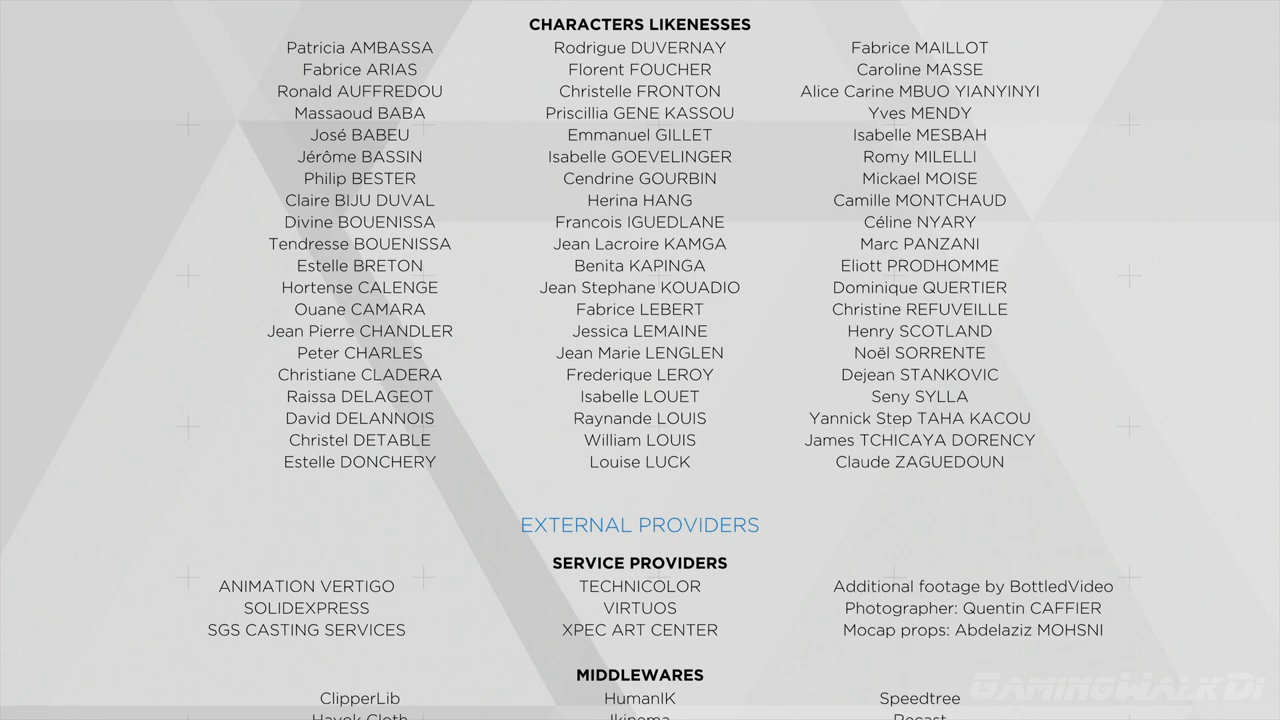 CHARACTERS LIKENESSES
Patricia AMBASSA Rodrigue DUVERNAY Fabrice MAILLOT
Fabrice ARIAS Florent FOUCHER Caroline MASSE
Ronald AUFFREDOU Christelle FRONTON Alice Carine MBUO YIANYINYI
Massaoud BABA Priscillia GENE KASSOU Yves MENDY
José BABEU Emmanuel GILLET Isabelle MESBAH
Jérôme BASSIN Isabelle GOEVELINGER Romy MILELLI
Philip BESTER Cendrine GOURBIN Mickael MOISE
Claire BIJU DUVAL Herina HANG Camille MONTCHAUD
Divine BOUENISSA Francois IGUEDLANE Céline NYARY
Tendresse BOUENISSA Jean Lacroire KAMGA Marc PANZANI
Estelle BRETON Benita KAPINGA Eliott PRODHOMME
Hortense CALENGE Jean Stephane KOUADIO Dominique QUERTIER
Ouane CAMARA Fabrice LEBERT Christine REFUVEILLE
Jean Pierre CHANDLER Jessica LEMAINE Henry SCOTLAND
Peter CHARLES Jean Marie LENGLEN Noël SORRENTE
Christiane CLADERA Frederique LEROY Dejean STANKOVIC
Raissa DELAGEOT Isabelle LOUET Seny SYLLA
David DELANNOIS Raynande LOUIS Yannick Step TAHA KACOU
Christel DETABLE William LOUIS James TCHICAYA DORENCY
Estelle DONCHERY Louise LUCK Claude ZAGUEDOUN
EXTERNAL PROVIDERS
SERVICE PROVIDERS
ANIMATION VERTIGO TECHNICOLOR Additional footage by BottledVideo
SOLIDEXPRESS VIRTUOS Photographer: Quentin CAFFIER
SGS CASTING SERVICES XPEC ART CENTER Mocap props: Abdelaziz MOHSNI
MIDDLEWARES
ClipperLib HumanIK Speedtree
Havok Cloth Ikinema Recast
GamingWalkDi